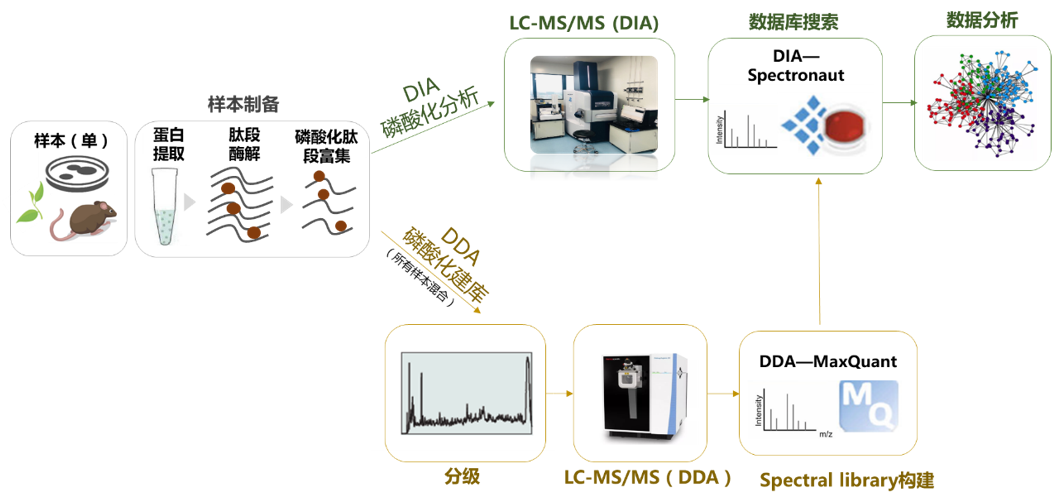 样本制备
样本（单）
蛋白
提取
肽段
酶解
磷酸化肽
段富集
DIA
磷酸化分析
LC-MS/MS (DIA)
数据库搜索
DIA—
Spectronaut
Intensity
数据分析
DDA
磷酸化建库
（所有样本混合）
分级
LC-MS/MS（DDA）
DDA—MaxQuant
Intensity
m/z
MQ
Spectral library构建